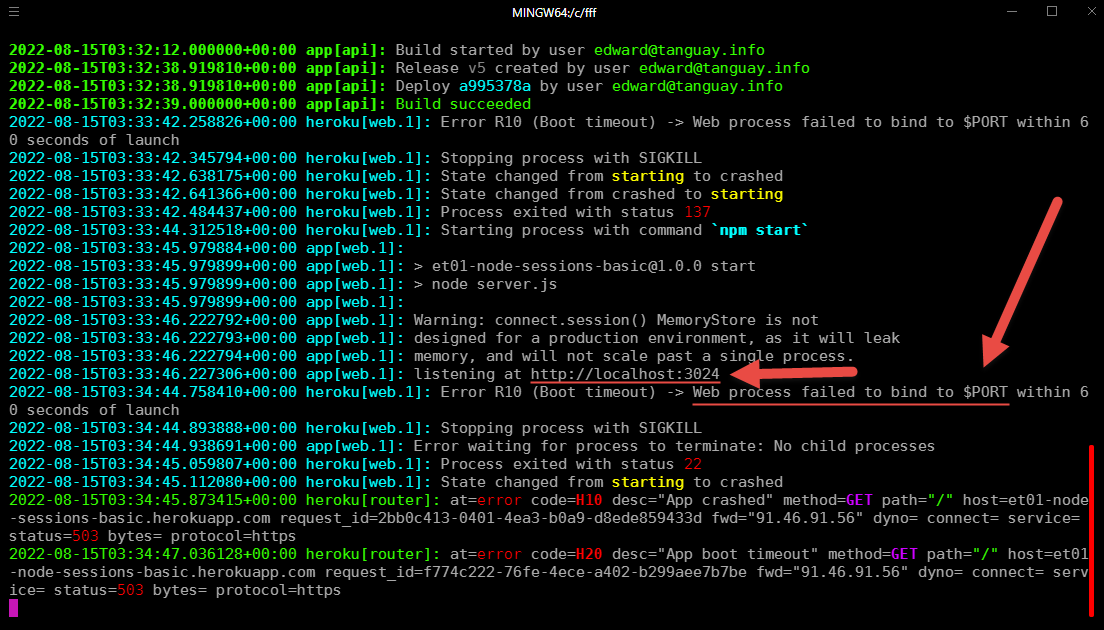 MINGW64:/c/fff
2022-08-15T03:32:12.000000+00:00 app[api]: Build started by user edward@tanguay.info
2022-08-15T03:32:38.919810+00:00 app[api]: Release v5 created by user edward@tanguay.info
2022-08-15T03:32:38.919810+00:00 app[api]: Deploy a995378a by user edward@tanguay.info
2022-08-15T03:32:39.000000+00:00 app[api]: Build succeeded
2022-08-15T03:33:42.258826+00:00 heroku[web.1]: Error R10 (Boot timeout) -> Web process failed to bind to $PORT within 6
0 seconds of launch
2022-08-15T03:33:42.345794+00:00 heroku[web.1]: Stopping process with SIGKILL
2022-08-15T03:33:42.638175+00:00 heroku[web.1]: State changed from starting to crashed
2022-08-15T03:33:42.641366+00:00 heroku[web.1]: State changed from crashed to starting
2022-08-15T03:33:42.484437+00:00 heroku[web.1]: Process exited with status 137
2022-08-15T03:33:44.312518+00:00 heroku[web.1]: Starting process with command `npm start`
2022-08-15T03:33:45.979884+00:00 app[web.1]:
2022-08-15T03:33:45.979899+00:00 app[web.1]: > et01-node-sessions-basic@1.0.0 start
2022-08-15T03:33:45.979899+00:00 app[web.1]: > node server.js
2022-08-15T03:33:45.979899+00:00 app[web.1]:
2022-08-15T03:33:46.222792+00:00 app[web.1]: Warning: connect.session() MemoryStore is not
2022-08-15T03:33:46.222793+00:00 app[web.1]: designed for a production environment, as it will leak
2022-08-15T03:33:46.222794+00:00 app[web.1]: memory, and will not scale past a single process.
2022-08-15T03:33:46.227306+00:00 app[web.1]: listening at http://localhost:3024
2022-08-15T03:34:44.758410+00:00 heroku[web.1]: Error R10 (Boot timeout) -> Web process failed to bind to $PORT within 6
0 seconds of launch
2022-08-15T03:34:44.893888+00:00 heroku[web.1]: Stopping process with SIGKILL
2022-08-15T03:34:44.938691+00:00 app[web.1]: Error waiting for process to terminate: No child processes
2022-08-15T03:34:45.059807+00:00 heroku[web.1]: Process exited with status 22
2022-08-15T03:34:45.112080+00:00 heroku[web.1]: State changed from starting to crashed
2022-08-15T03:34:45.873415+00:00 heroku[router]: at=error code=H10 desc="App crashed" method=GET path="/" host=et01-node
-sessions-basic.herokuapp.com request_id=2bb0c413-0401-4ea3-b0a9-d8ede859433d fwd="91.46.91.56" dyno= connect= service=
status=503 bytes= protocol=https
2022-08-15T03:34:47.036128+00:00 heroku[router]: at=error code=H20 desc="App boot timeout" method=GET path="/" host=et01
-node-sessions-basic.herokuapp.com request_id=f774c222-76fe-4ece-a402-b299aee7b7be fwd="91.46.91.56" dyno= connect= serv
ice= status=503 bytes= protocol=https